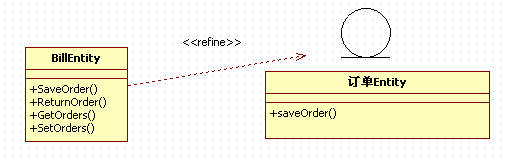 <<refine>>
BillEntity
+SaveOrder()
+ReturnOrder()
+GetOrders()
+SetOrders()
订单Entity
+saveOrder()